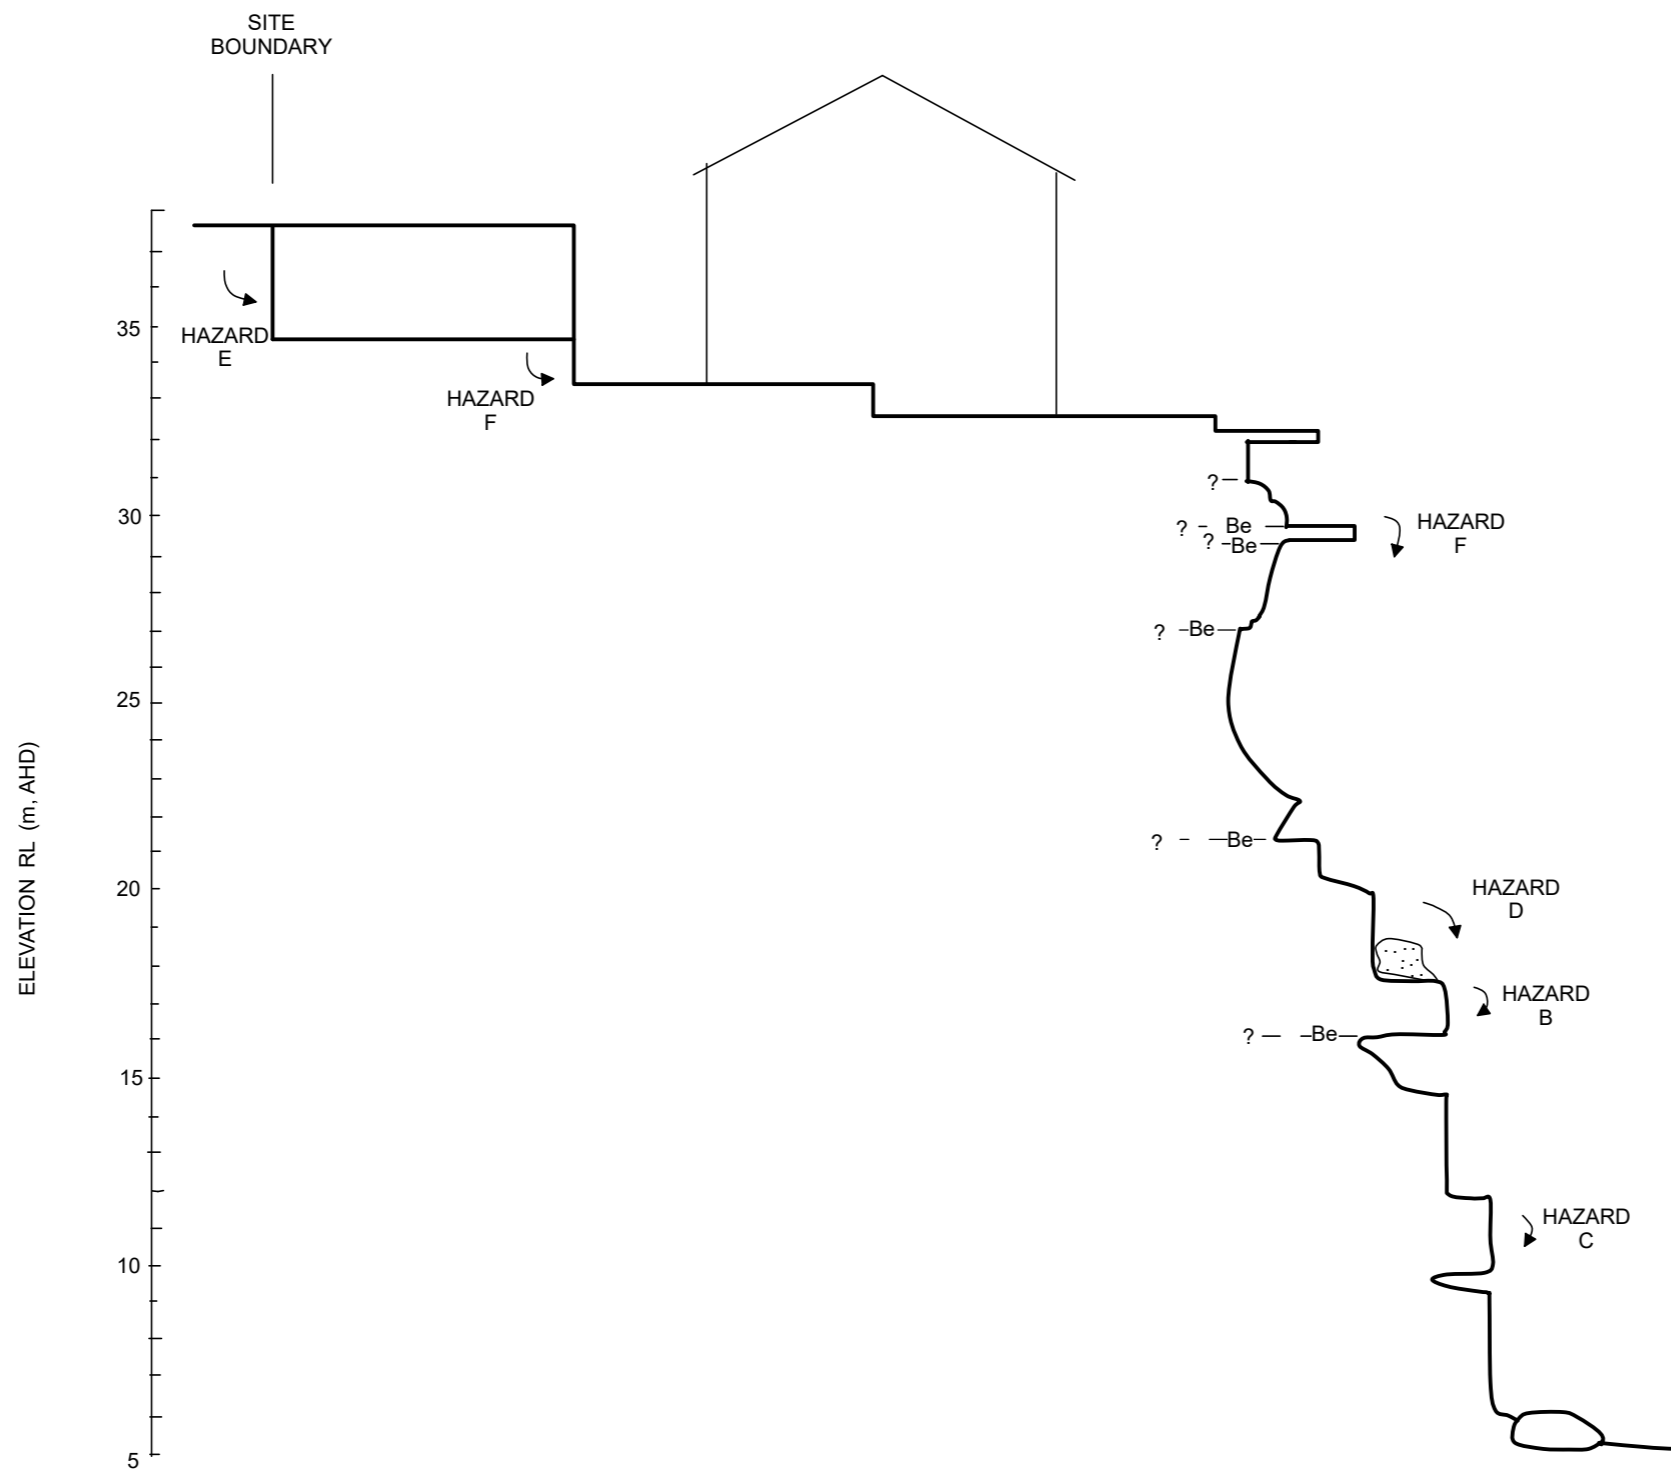 SITE
BOUNDARY
HAZARD
E
HAZARD
F
35
30
25
20
15
10
5
ELEVATION RL (m, AHD)
?
? - Be
? -Be
HAZARD
F
? -Be
? - -Be
HAZARD
D
HAZARD
B
? - -Be
HAZARD
C